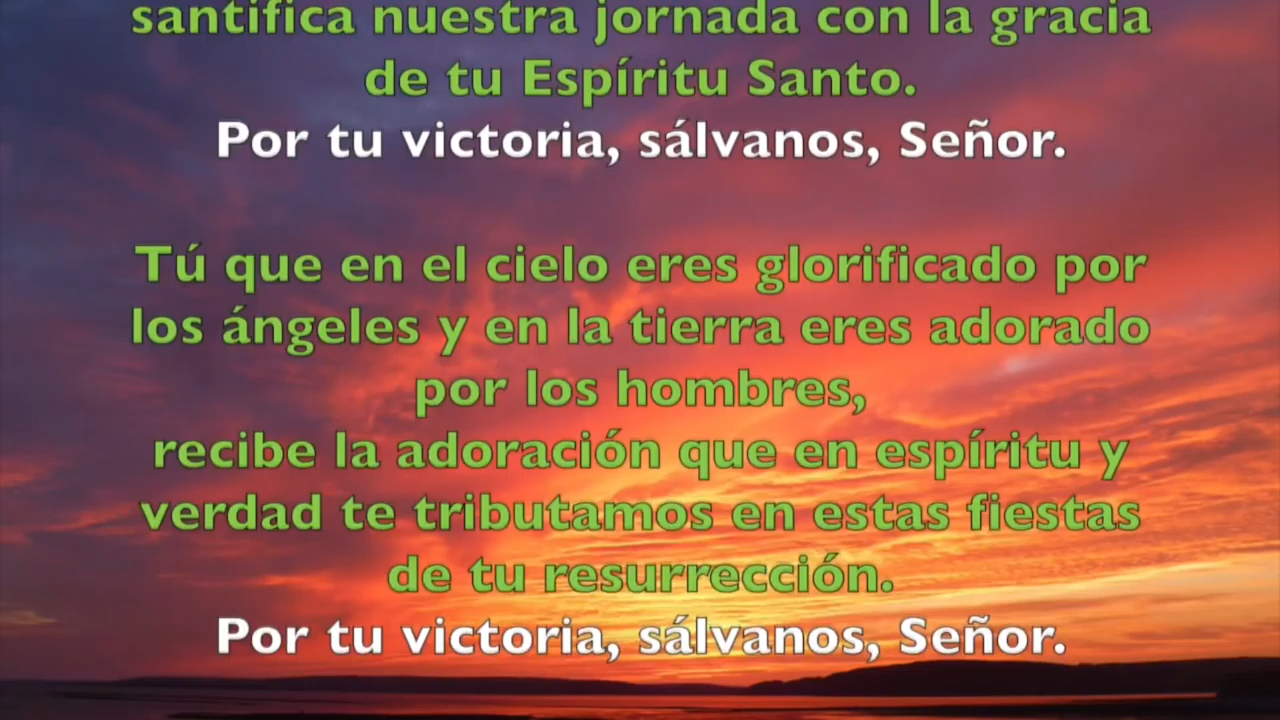 santifica nuestra jornada con la gracia
de tu Espíritu Santo.
Por tu victoria, sálvanos, Señor.
Tú que en el cielo eres glorificado por
los ángeles y en la tierra eres adorado
por los hombres,
recibe la adoración que en espíritu y
verdad te tributamos en estas fiestas
de tu resurrección.
Por tu victoria, sálvanos, Señor.